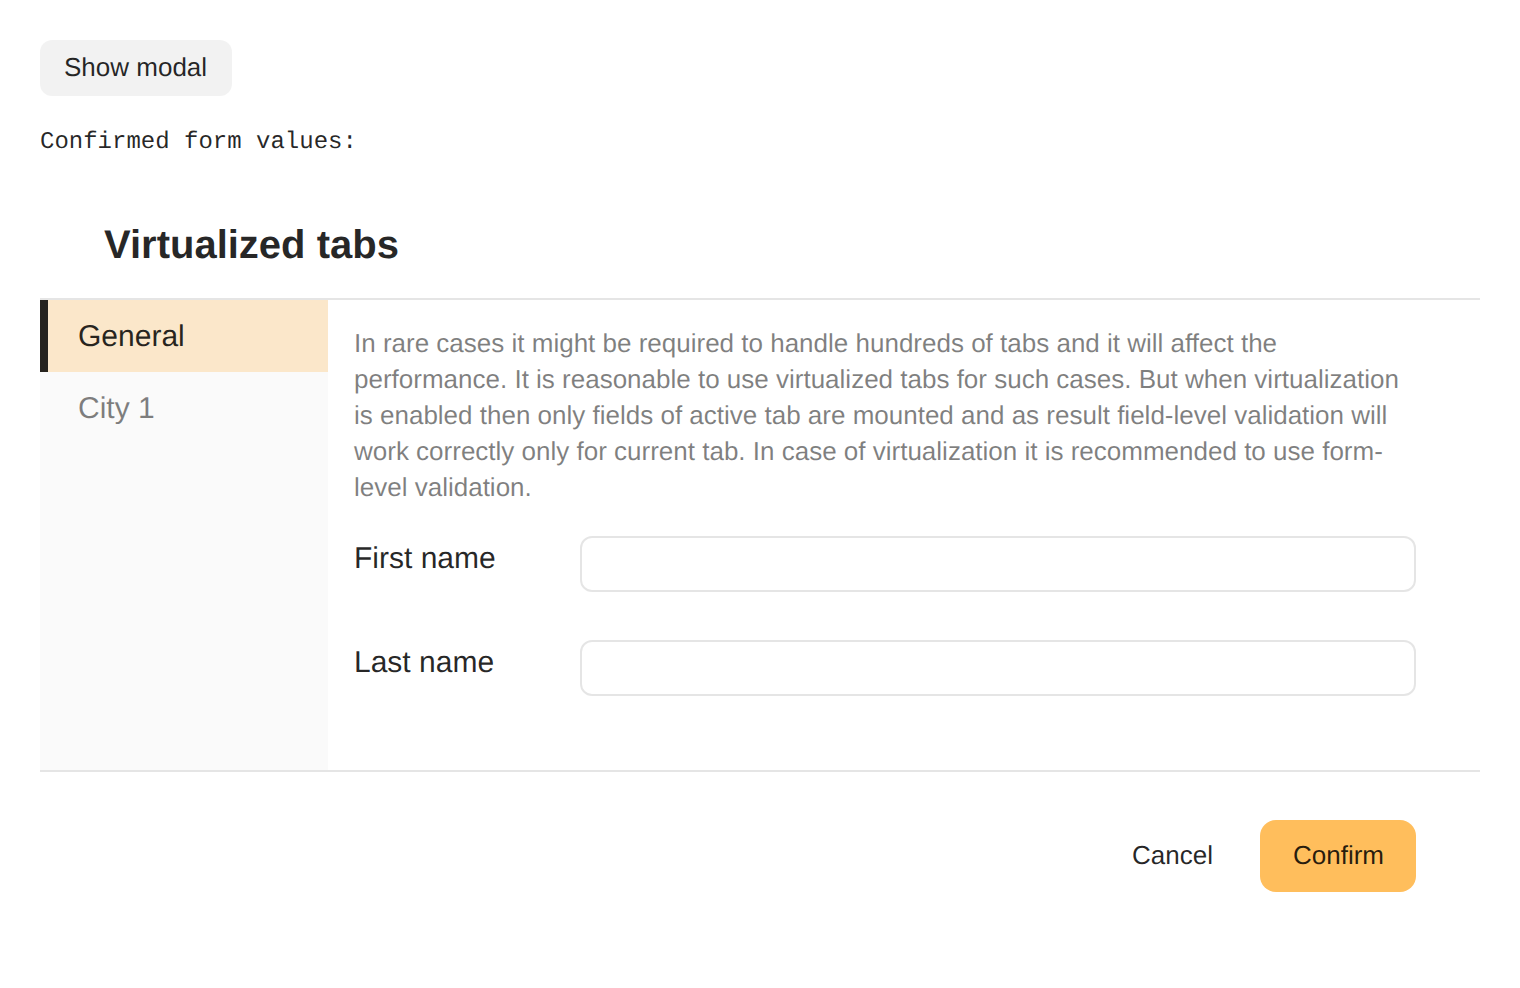 Show modal
Confirmed form values:
Virtualized tabs
General
City 1
In rare cases it might be required to handle hundreds of tabs and it will affect the
performance. It is reasonable to use virtualized tabs for such cases. But when virtualization
is enabled then only fields of active tab are mounted and as result field-level validation will
work correctly only for current tab. In case of virtualization it is recommended to use form-
level validation.
First name
Last name
Cancel
Confirm